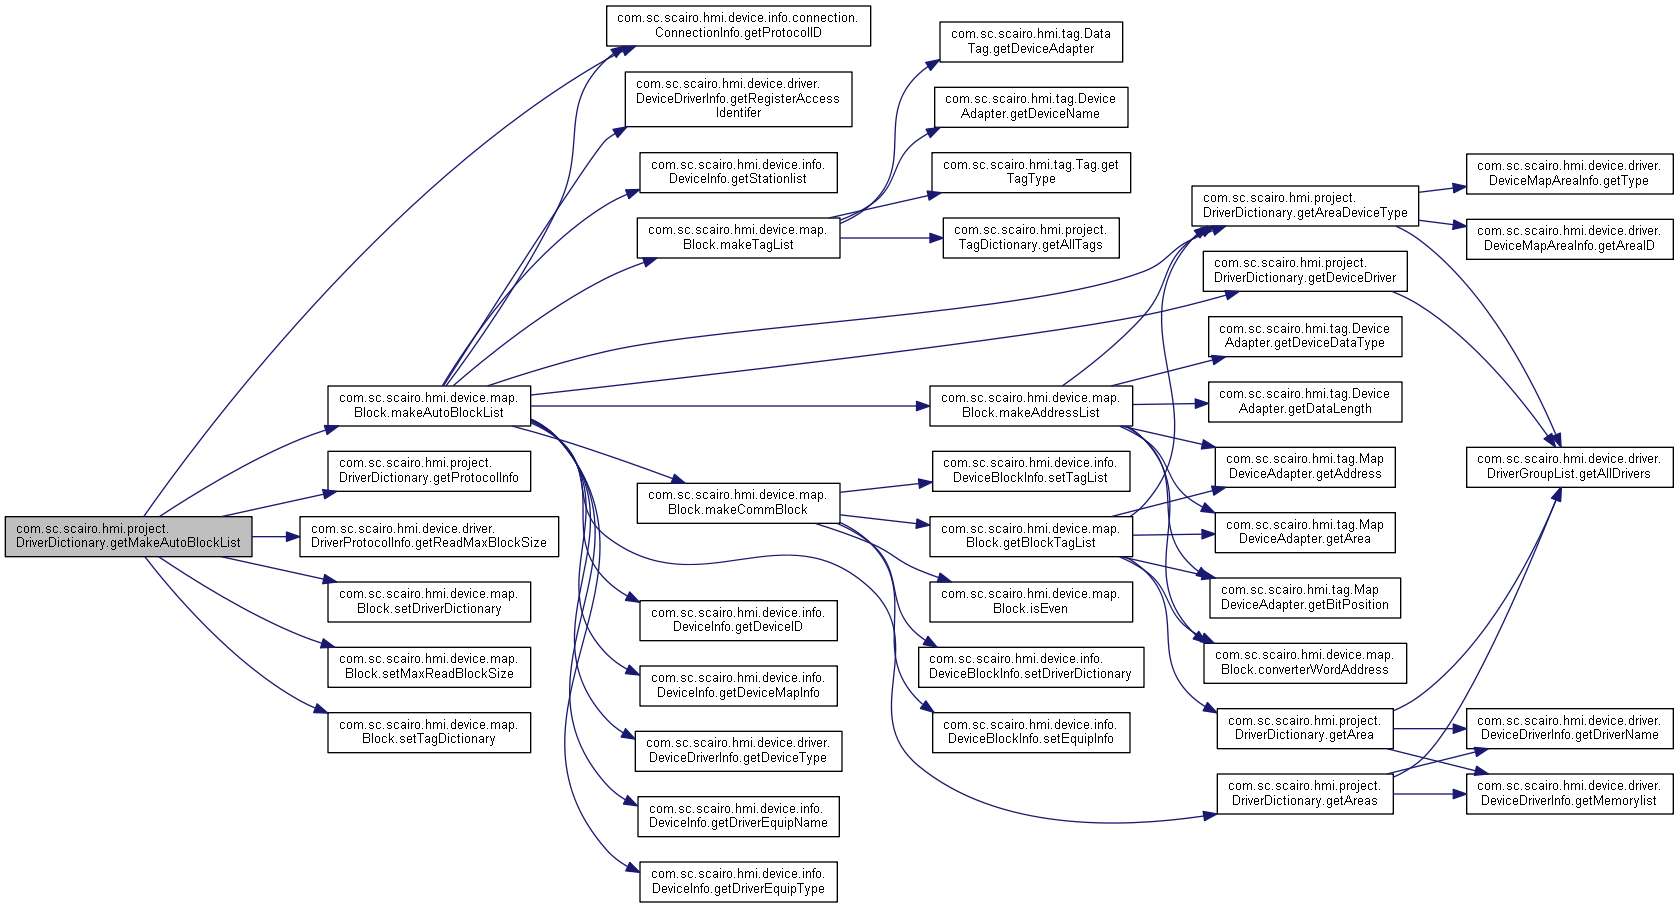 com.sc.scairo.hmi.project.
DriverDictionary.getMakeAutoBlockList
com.sc.scairo.hmi.device.map.
Block.makeAutoBlockList
com.sc.scairo.hmi.project.
DriverDictionary.getProtocolInfo
com.sc.scairo.hmi.device.driver.
DriverProtocolInfo.getReadMaxBlockSize
com.sc.scairo.hmi.device.map.
Block.setDriverDictionary
com.sc.scairo.hmi.device.map.
Block.setMaxReadBlockSize
com.sc.scairo.hmi.device.map.
Block.setTagDictionary
com.sc.scairo.hmi.device.info.connection.
ConnectionInfo.getProtocolID
com.sc.scairo.hmi.device.driver.
DeviceDriverInfo.getRegisterAccess
Identifer
com.sc.scairo.hmi.device.info.
DeviceInfo.getStationlist
com.sc.scairo.hmi.device.map.
Block.makeTagList
com.sc.scairo.hmi.device.map.
Block.makeCommBlock
com.sc.scairo.hmi.device.info.
DeviceInfo.getDeviceID
com.sc.scairo.hmi.device.info.
DeviceInfo.getDeviceMapInfo
com.sc.scairo.hmi.device.driver.
DeviceDriverInfo.getDeviceType
com.sc.scairo.hmi.device.info.
DeviceInfo.getDriverEquipName
com.sc.scairo.hmi.device.info.
DeviceInfo.getDriverEquipType
com.sc.scairo.hmi.tag.Data
Tag.getDeviceAdapter
com.sc.scairo.hmi.tag.Device
Adapter.getDeviceName
com.sc.scairo.hmi.tag.Tag.get
TagType
com.sc.scairo.hmi.project.
TagDictionary.getAllTags
com.sc.scairo.hmi.device.map.
Block.makeAddressList
com.sc.scairo.hmi.device.info.
DeviceBlockInfo.setTagList
com.sc.scairo.hmi.device.map.
Block.getBlockTagList
com.sc.scairo.hmi.device.map.
Block.isEven
com.sc.scairo.hmi.device.info.
DeviceBlockInfo.setDriverDictionary
com.sc.scairo.hmi.device.info.
DeviceBlockInfo.setEquipInfo
com.sc.scairo.hmi.project.
DriverDictionary.getAreaDeviceType
com.sc.scairo.hmi.project.
DriverDictionary.getDeviceDriver
com.sc.scairo.hmi.tag.Device
Adapter.getDeviceDataType
com.sc.scairo.hmi.tag.Device
Adapter.getDataLength
com.sc.scairo.hmi.tag.Map
DeviceAdapter.getAddress
com.sc.scairo.hmi.tag.Map
DeviceAdapter.getArea
com.sc.scairo.hmi.tag.Map
DeviceAdapter.getBitPosition
com.sc.scairo.hmi.device.map.
Block.converterWordAddress
com.sc.scairo.hmi.project.
DriverDictionary.getArea
com.sc.scairo.hmi.project.
DriverDictionary.getAreas
com.sc.scairo.hmi.device.driver.
DeviceMapAreaInfo.getType
com.sc.scairo.hmi.device.driver.
DeviceMapAreaInfo.getAreaID
com.sc.scairo.hmi.device.driver.
DriverGroupList.getAllDrivers
com.sc.scairo.hmi.device.driver.
DeviceDriverInfo.getDriverName
com.sc.scairo.hmi.device.driver.
DeviceDriverInfo.getMemorylist